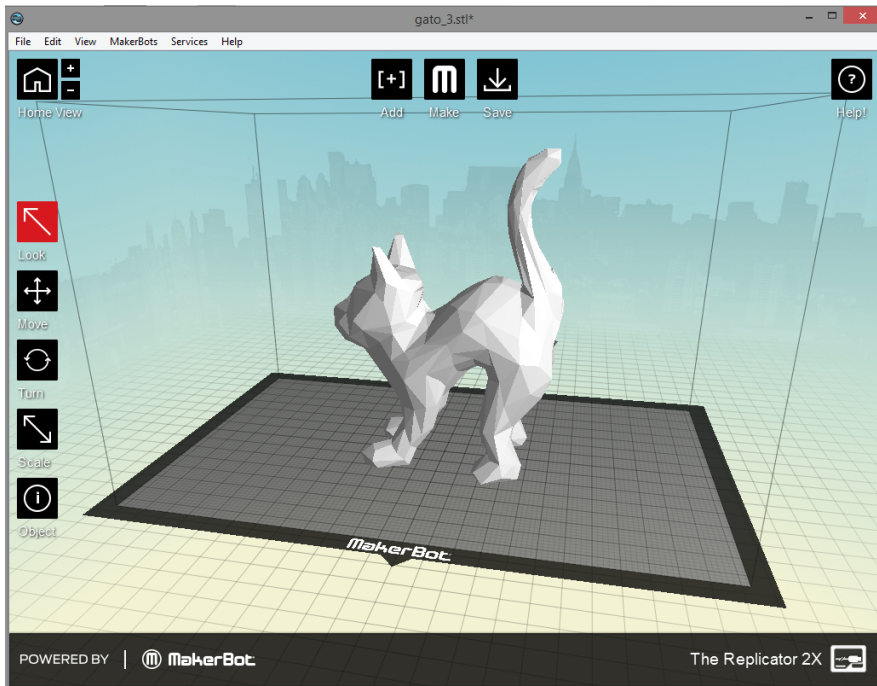 gato_3.stl*
File Edit View MakerBots Services Help
[+] M ?
Home View Add Make Save Help!
Look
Move
Turn
Scale
i
Object
MakerBot
POWERED BY | M MakerBot The Replicator 2X